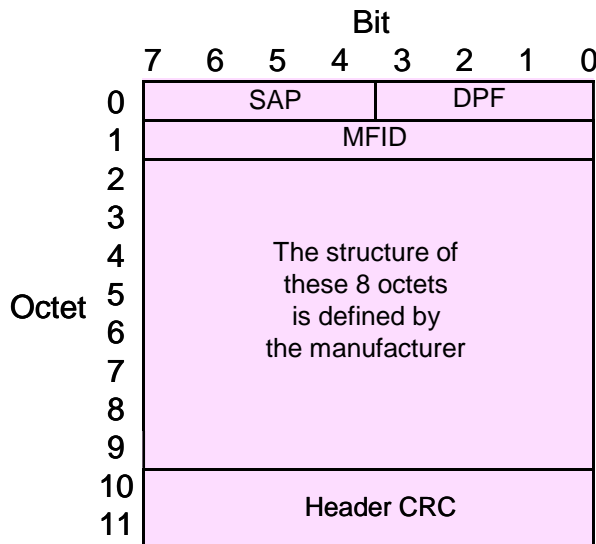 Bit
7 6 5 4 3 2 1 0
0 SAP DPF
1 MFID
2
3
4 The structure of
5 these 8 octets
Octet
6 is defined by
7 the manufacturer
8
9
10 Header CRC
11